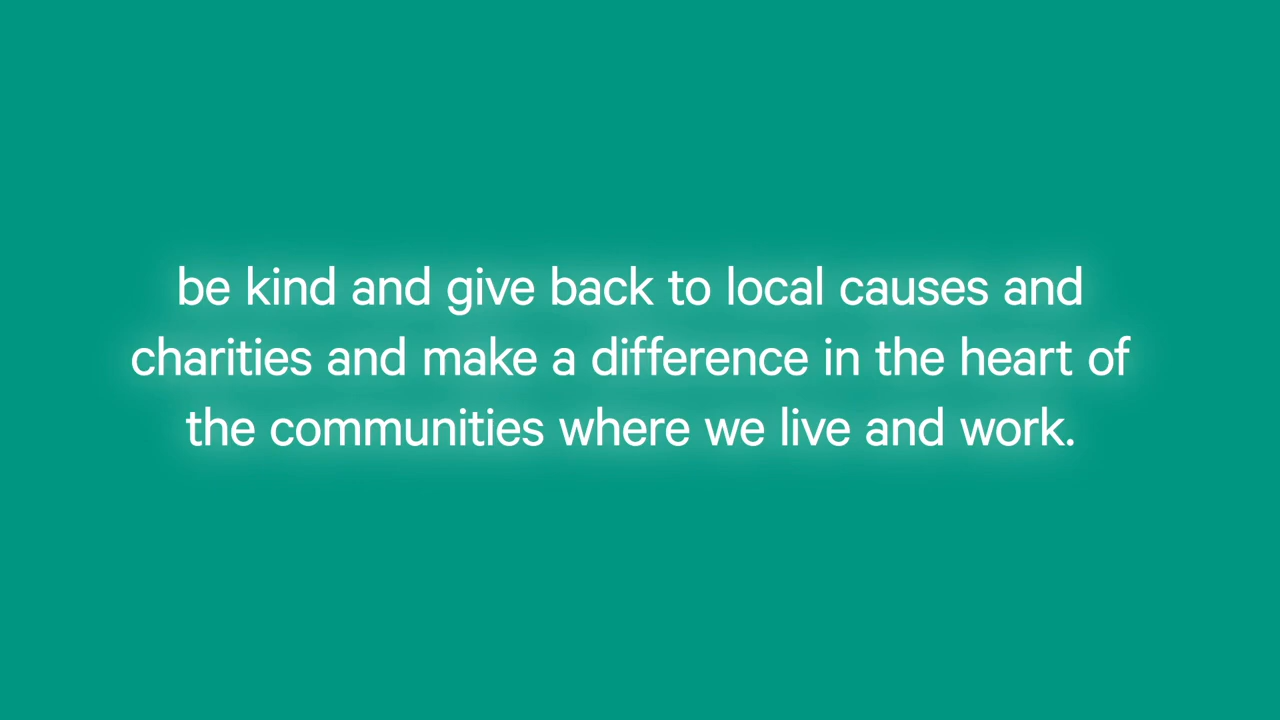 be kind and give back to local causes and
charities and make a difference in the heart of
the communities where we live and work.